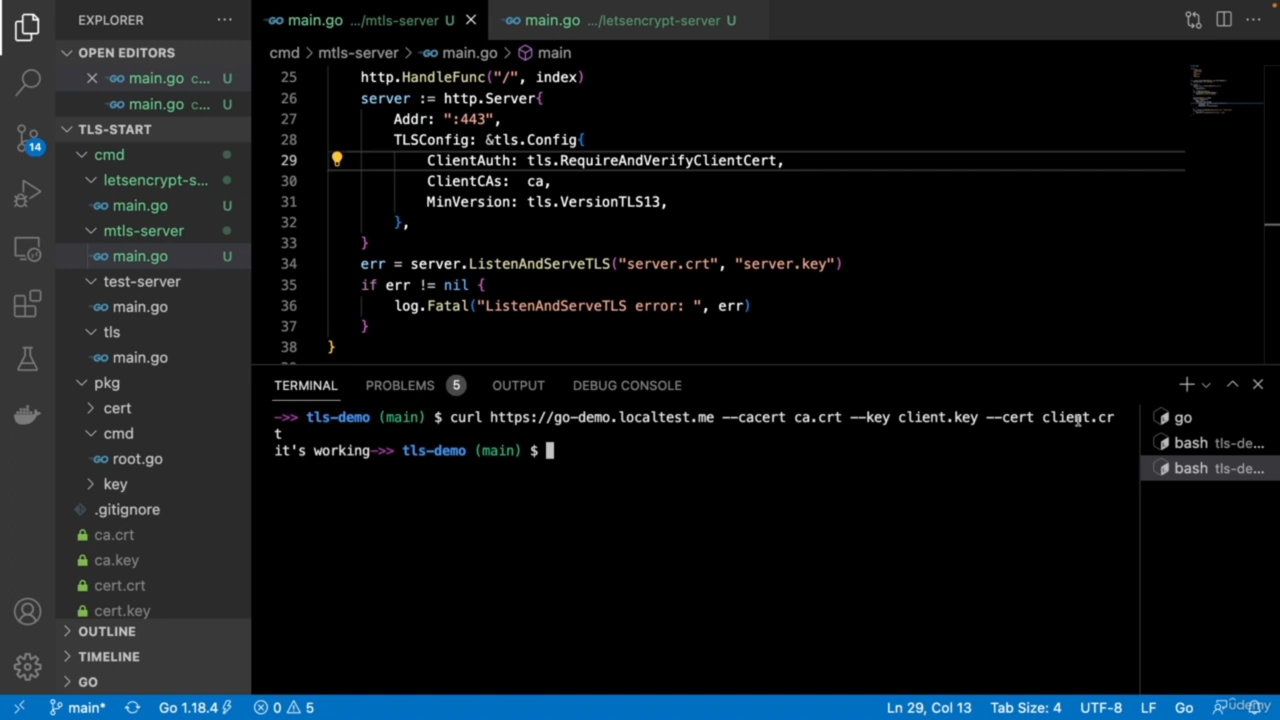 EXPLORER
OPEN EDITORS
main.go c... U
main.go c... U
TLS-START
cmd
letsencrypt-s...
main.go U
mtls-server
main.go U
test-server
main.go
tls
main.go
pkg
cert
cmd
root.go
key
.gitignore
ca.crt
ca.key
cert.crt
cert.key
OUTLINE
TIMELINE
GO
14
main.go .../mtls-server U
main.go .../letsencrypt-server U
cmd > mtls-server > main.go > main
25 http.HandleFunc("/", index)
26 server := http.Server{
27 Addr: ":443",
28 TLSConfig: &tls.Config{
29 ClientAuth: tls.RequireAndVerifyClientCert,
30 ClientCAs: ca,
31 MinVersion: tls.VersionTLS13,
32 },
33 }
34 err = server.ListenAndServeTLS("server.crt", "server.key")
35 if err != nil {
36 log.Fatal("ListenAndServeTLS error: ", err)
37 }
38 }
TERMINAL PROBLEMS 5 OUTPUT DEBUG CONSOLE
->> tls-demo (main) $ curl https://go-demo.localtest.me --cacert ca.crt --key client.key --cert client.cr
t
it's working->> tls-demo (main) $
go
bash tls-de...
bash tls-de...
main* Go 1.18.4 0 5 Ln 29, Col 13 Tab Size: 4 UTF-8 LF Go
Udemy